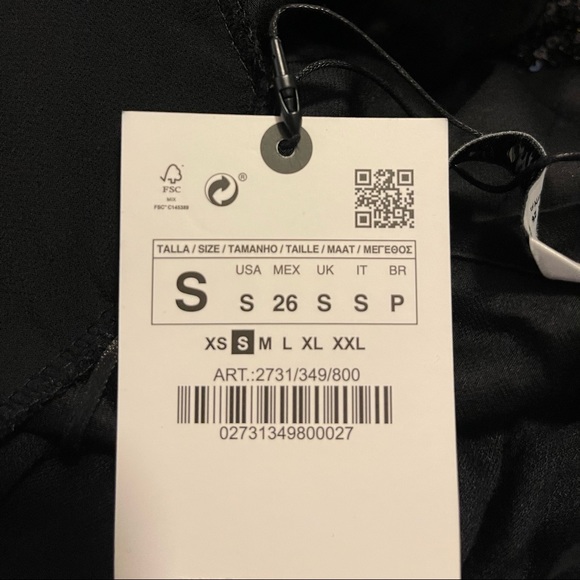 FSC
MIX
FSC® C145289
®
TALLA / SIZE / TAMANHO / TAILLE / MAAT / ΜΕΓΕΘΟΣ
S
USA MEX UK IT BR
S 26 S S P
XS S M L XL XXL
ART.:2731/349/800
02731349800027